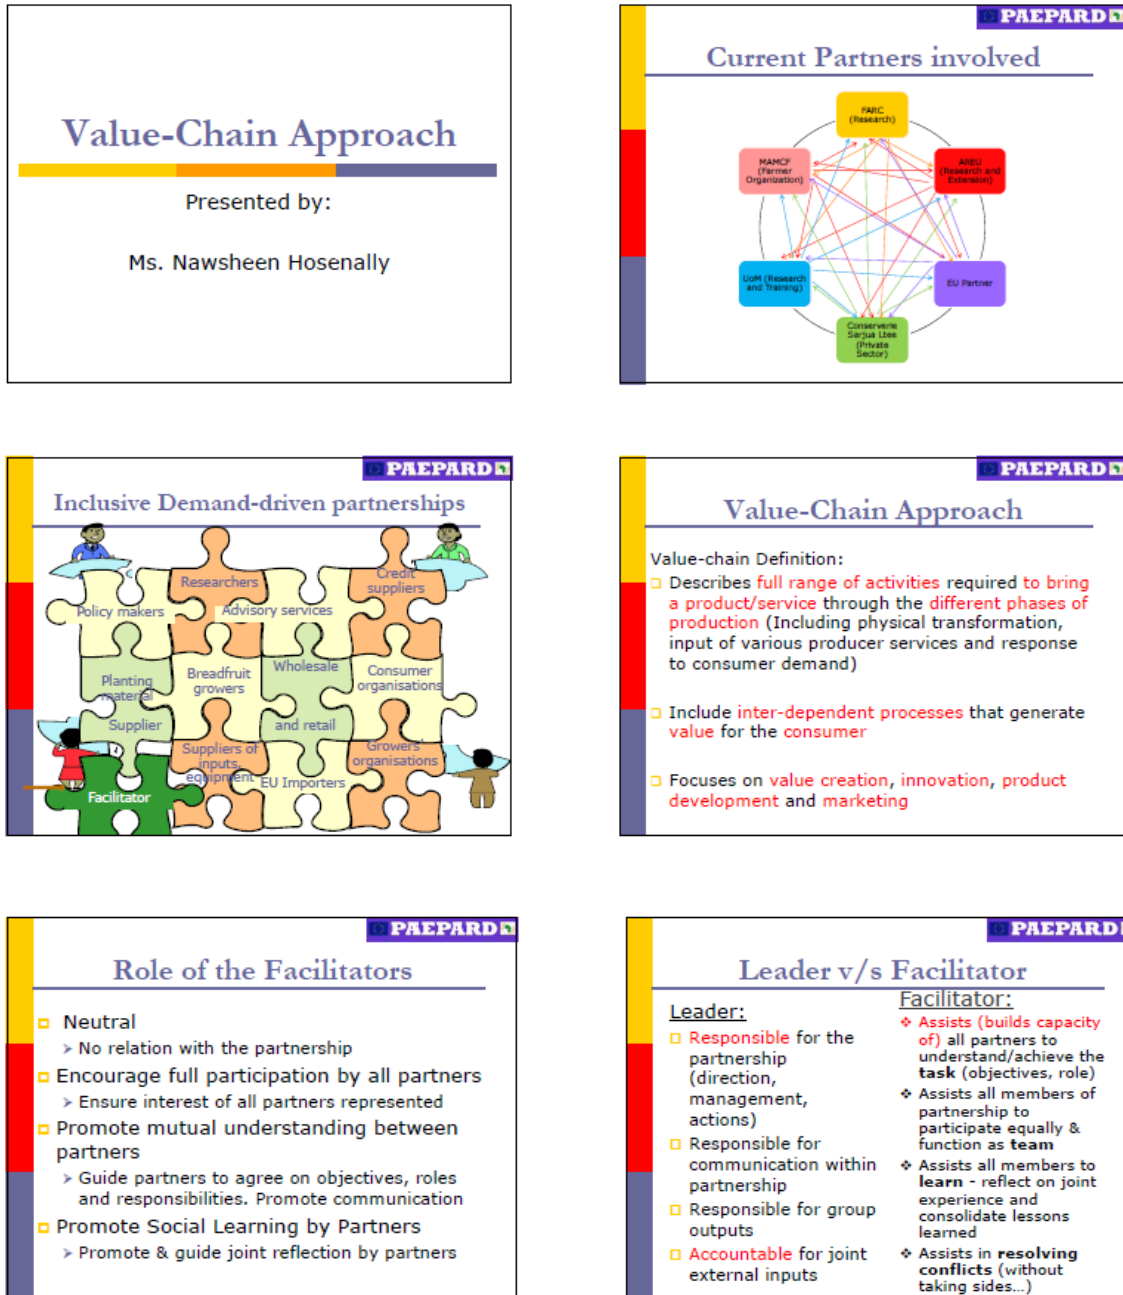 Value-Chain Approach
Presented by:
Ms. Nawsheen Hosenally
PAEPARD
Current Partners involved
FARC
(Research)
MAMCF
(Farmer
Organization)
AREU
(Research and
Extension)
UoM (Research
and Training)
EU Partner
Conserverie
Sarjua Ltee
(Private
Sector)
PAEPARD
Inclusive Demand-driven partnerships
Researchers
Credit
suppliers
Policy makers
Advisory services
Planting
material
Supplier
Breadfruit
growers
Wholesale
and retail
Consumer
organisations
Suppliers of
inputs,
equipment
EU Importers
Growers'
organisations
Facilitator
PAEPARD
Value-Chain Approach
Value-chain Definition:
Describes full range of activities required to bring
a product/service through the different phases of
production (Including physical transformation,
input of various producer services and response
to consumer demand)
Include inter-dependent processes that generate
value for the consumer
Focuses on value creation, innovation, product
development and marketing
PAEPARD
Role of the Facilitators
Neutral
➢ No relation with the partnership
Encourage full participation by all partners
➢ Ensure interest of all partners represented
Promote mutual understanding between
partners
➢ Guide partners to agree on objectives, roles
and responsibilities. Promote communication
Promote Social Learning by Partners
➢ Promote & guide joint reflection by partners
PAEPARD
Leader v/s Facilitator
Leader:
Responsible for the
partnership
(direction,
management,
actions)
Responsible for
communication within
partnership
Responsible for group
outputs
Accountable for joint
external inputs
Facilitator:
❖ Assists (builds capacity
of) all partners to
understand/achieve the
task (objectives, role)
❖ Assists all members of
partnership to
participate equally &
function as team
❖ Assists all members to
learn - reflect on joint
experience and
consolidate lessons
learned
❖ Assists in resolving
conflicts (without
taking sides...)